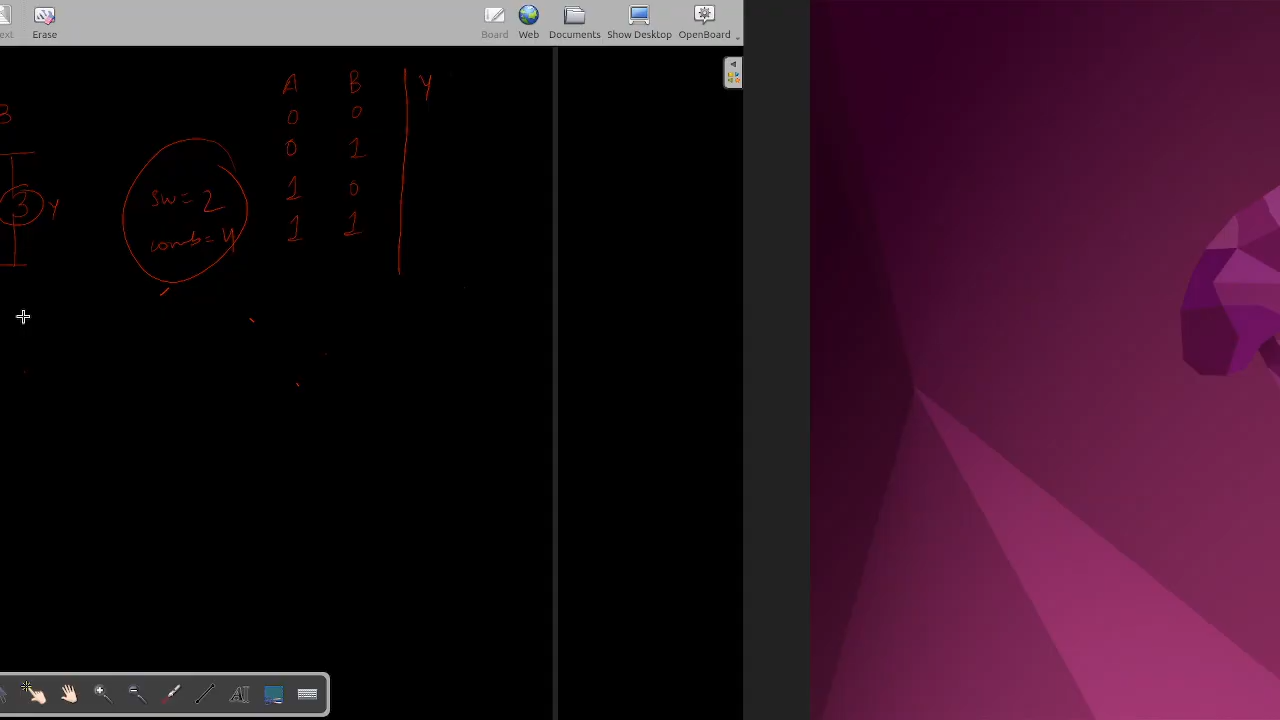 Erase
Board Web Documents Show Desktop OpenBoard
A B Y
0 0
0 1
1 0
1 1
B
3 Y
SW = 2
comb = 4
AI